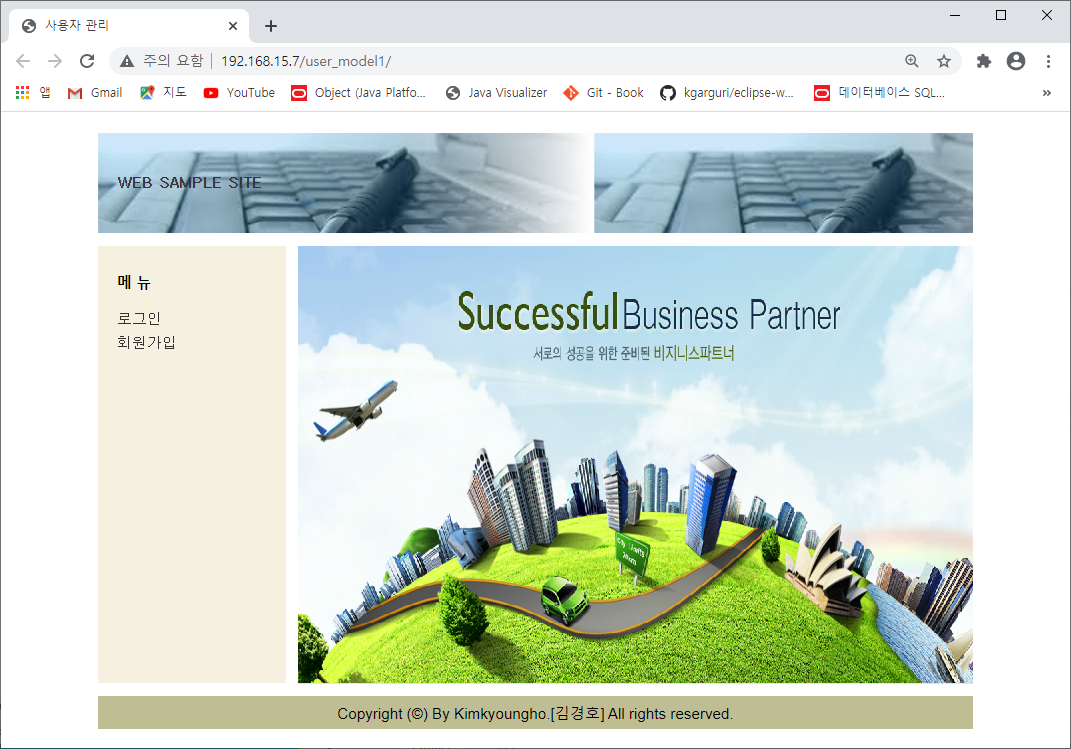 사용자 관리
주의 요함 | 192.168.15.7/user_model1/
앱 Gmail 지도 YouTube Object (Java Platfo... Java Visualizer Git - Book kgarguri/eclipse-w... 데이터베이스 SQL... »
WEB SAMPLE SITE
메 뉴
로그인
회원가입
Successful Business Partner
서로의 성공을 위한 준비된 비지니스파트너
City Limits
Copyright (©) By Kimkyoungho.[김경호] All rights reserved.